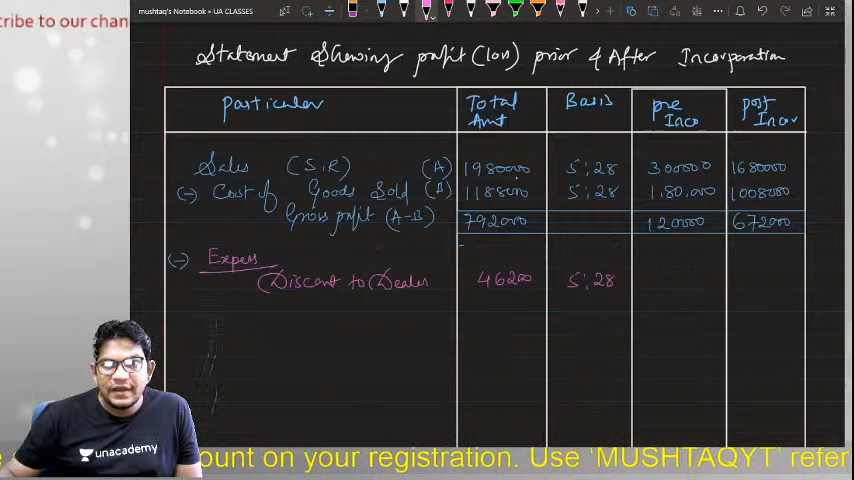 cribe to our chan
mushtaq's Notebook » UA CLASSES
Statement Showing profit (loss) prior & After Incorporation
Particular Total Amt Basis pre Inco post Incor
Sales (S.R) (A) 1980000 5:28 300000 1680000
(-) Cost of Goods Sold (B) 1188000 5:28 1,80,000 1008000
Gross profit (A-B) 792000 120000 672000
(-) Expens
Discont to Dealer 46200 5:28
unacademy
ount on your registration. Use ‘MUSHTAQYT’ refer